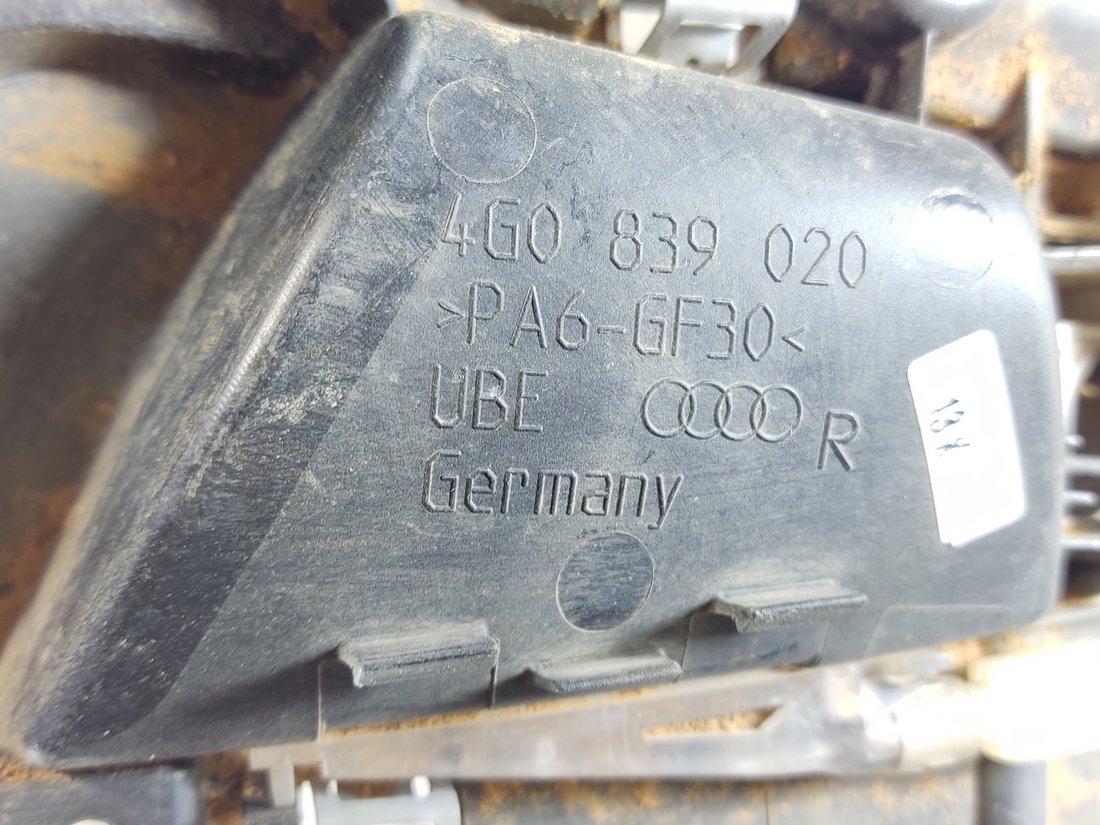 4G0 839 020
>PA6-GF30<
UBE R
Germany